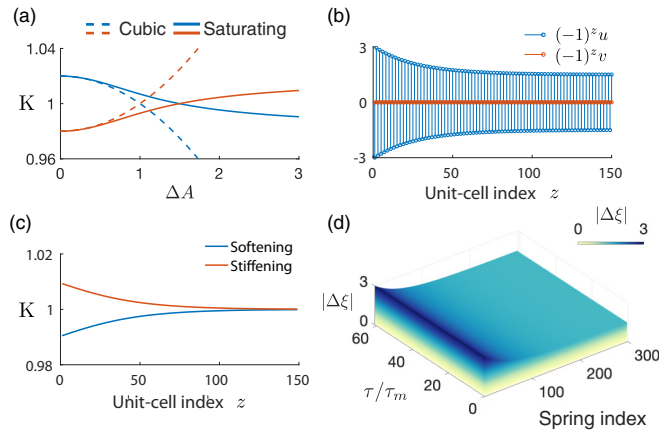 (a)
Cubic
Saturating
1.04
K
1
0.96
0
1
2
3
ΔA
(b)
(-1)^z u
(-1)^z v
3
0
-3
0
50
100
150
Unit-cell index z
(c)
Softening
Stiffening
1.02
K
1
0.98
0
50
100
150
Unit-cell index z
(d)
|Δξ|
0
3
3
|Δξ|
0
60
40
20
0
τ/τ_m
100
200
300
Spring index